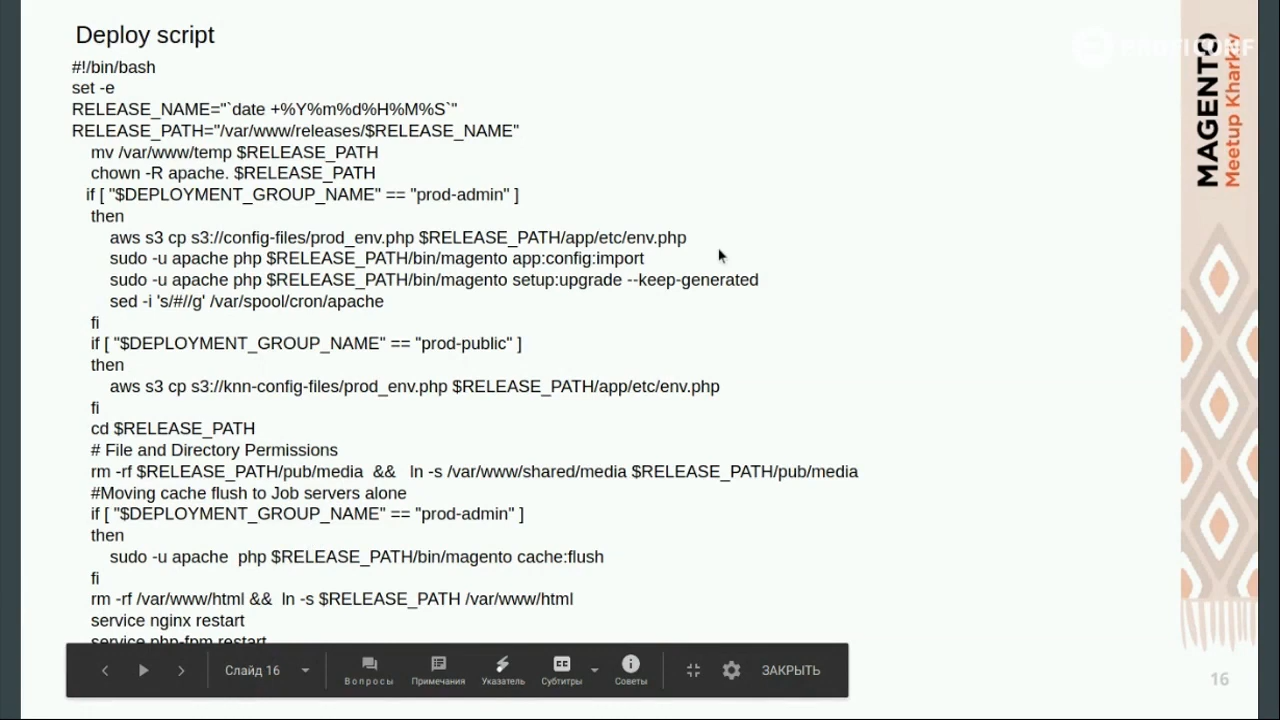 Deploy script
#!/bin/bash
set -e
RELEASE_NAME="`date +%Y%m%d%H%M%S`"
RELEASE_PATH="/var/www/releases/$RELEASE_NAME"
mv /var/www/temp $RELEASE_PATH
chown -R apache. $RELEASE_PATH
if [ "$DEPLOYMENT_GROUP_NAME" == "prod-admin" ]
then
aws s3 cp s3://config-files/prod_env.php $RELEASE_PATH/app/etc/env.php
sudo -u apache php $RELEASE_PATH/bin/magento app:config:import
sudo -u apache php $RELEASE_PATH/bin/magento setup:upgrade --keep-generated
sed -i 's/#//g' /var/spool/cron/apache
fi
if [ "$DEPLOYMENT_GROUP_NAME" == "prod-public" ]
then
aws s3 cp s3://knn-config-files/prod_env.php $RELEASE_PATH/app/etc/env.php
fi
cd $RELEASE_PATH
# File and Directory Permissions
rm -rf $RELEASE_PATH/pub/media && ln -s /var/www/shared/media $RELEASE_PATH/pub/media
#Moving cache flush to Job servers alone
if [ "$DEPLOYMENT_GROUP_NAME" == "prod-admin" ]
then
sudo -u apache php $RELEASE_PATH/bin/magento cache:flush
fi
rm -rf /var/www/html && ln -s $RELEASE_PATH /var/www/html
service nginx restart
service php-fpm restart
PROFICONF
MAGENTO
Meetup Kharkiv
Слайд 16
Вопросы
Примечания
Указатель
Субтитры
Советы
ЗАКРЫТЬ
16